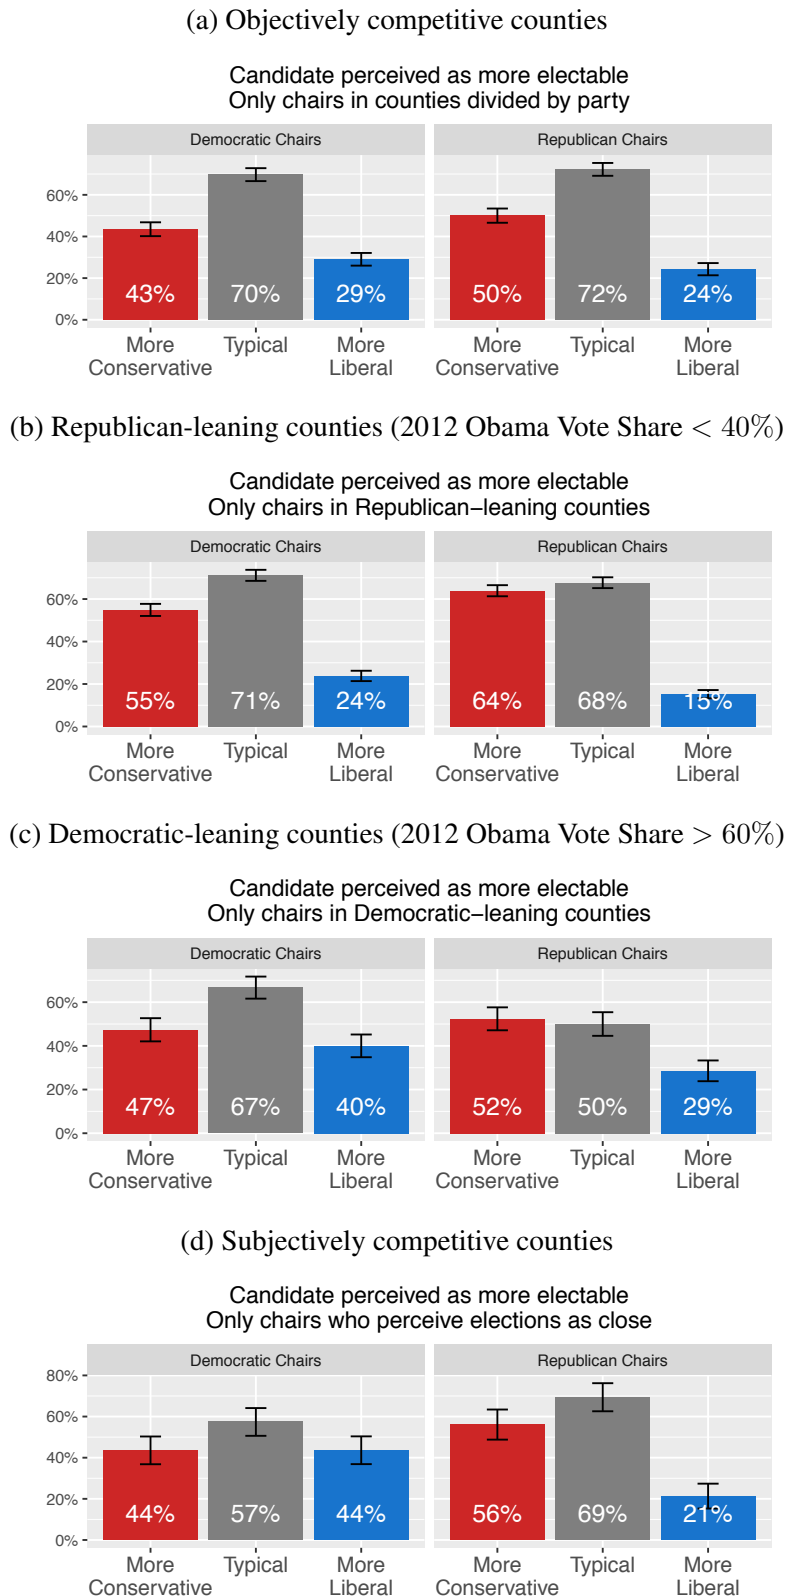 (a) Objectively competitive counties
Candidate perceived as more electable
Only chairs in counties divided by party
Democratic Chairs
Republican Chairs
60%
40%
20%
0%
43%
70%
29%
50%
72%
24%
More Conservative
Typical
More Liberal
More Conservative
Typical
More Liberal
(b) Republican-leaning counties (2012 Obama Vote Share < 40%)
Candidate perceived as more electable
Only chairs in Republican−leaning counties
Democratic Chairs
Republican Chairs
60%
40%
20%
0%
55%
71%
24%
64%
68%
15%
More Conservative
Typical
More Liberal
More Conservative
Typical
More Liberal
(c) Democratic-leaning counties (2012 Obama Vote Share > 60%)
Candidate perceived as more electable
Only chairs in Democratic−leaning counties
Democratic Chairs
Republican Chairs
60%
40%
20%
0%
47%
67%
40%
52%
50%
29%
More Conservative
Typical
More Liberal
More Conservative
Typical
More Liberal
(d) Subjectively competitive counties
Candidate perceived as more electable
Only chairs who perceive elections as close
Democratic Chairs
Republican Chairs
80%
60%
40%
20%
0%
44%
57%
44%
56%
69%
21%
More Conservative
Typical
More Liberal
More Conservative
Typical
More Liberal